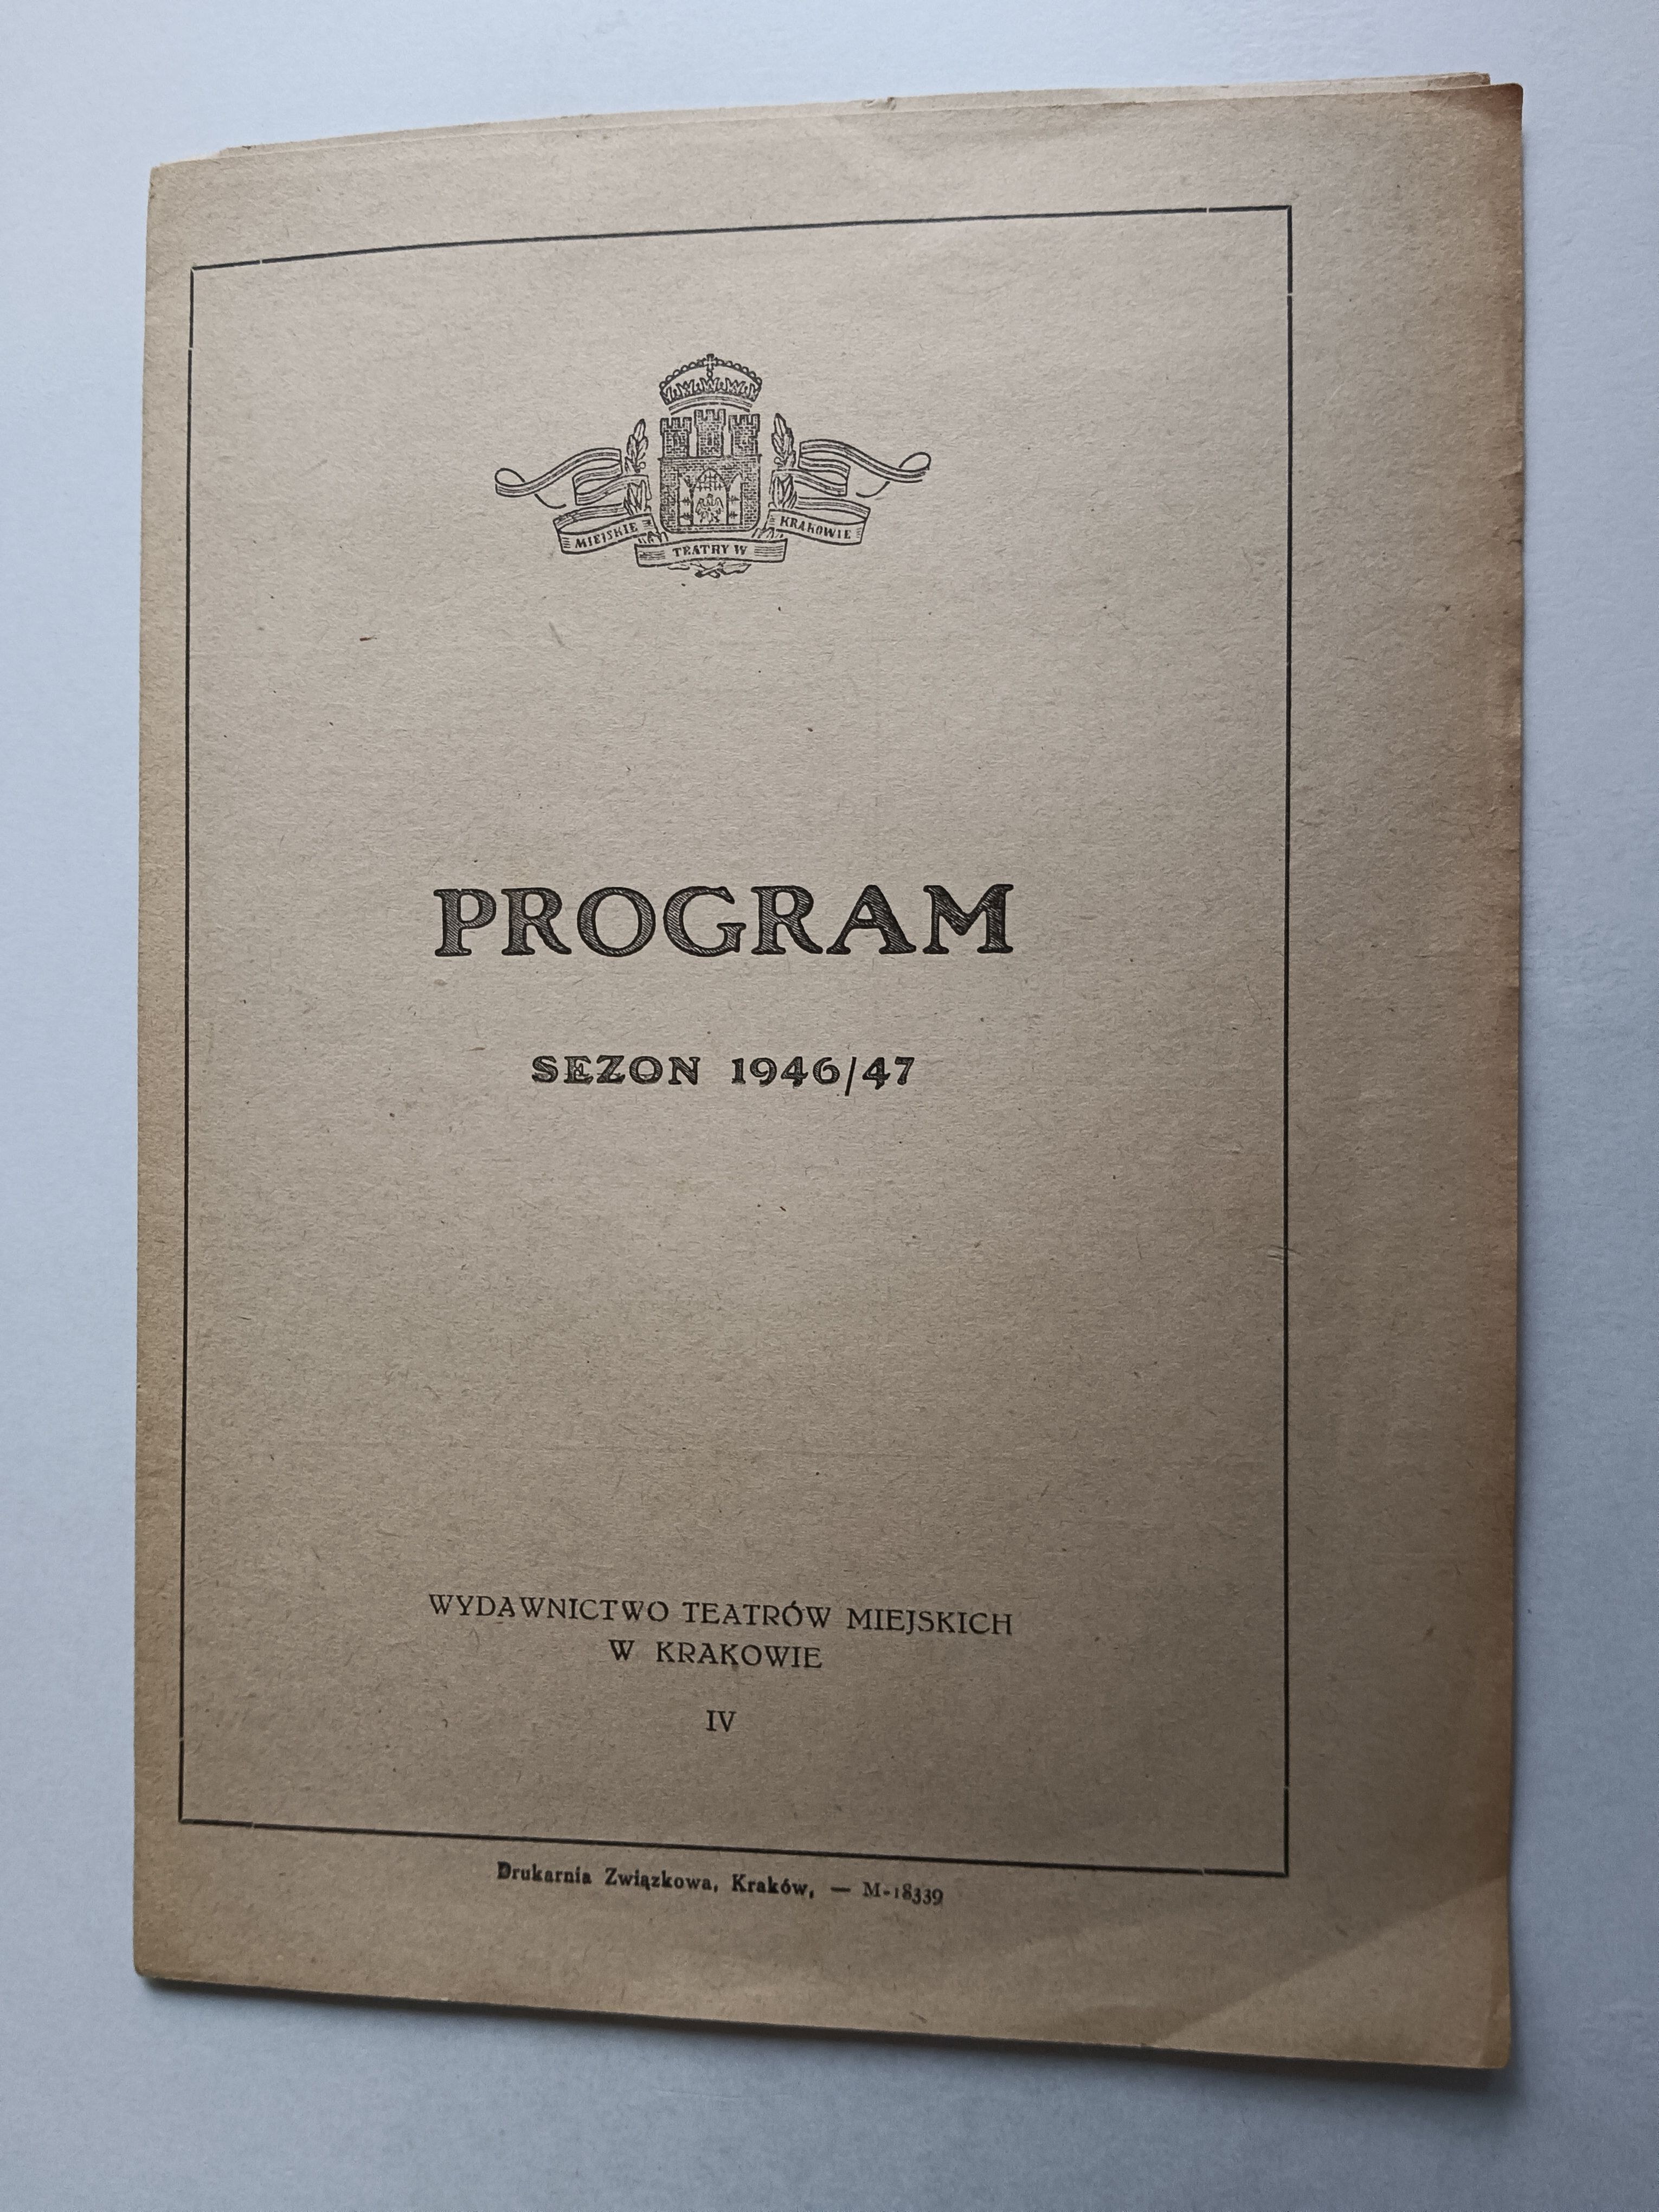 MIEJSKIE TEATRY W KRAKOWIE
PROGRAM
SEZON 1946/47
WYDAWNICTWO TEATRÓW MIEJSKICH
W KRAKOWIE
IV
Drukarnia Związkowa, Kraków, — M-18339